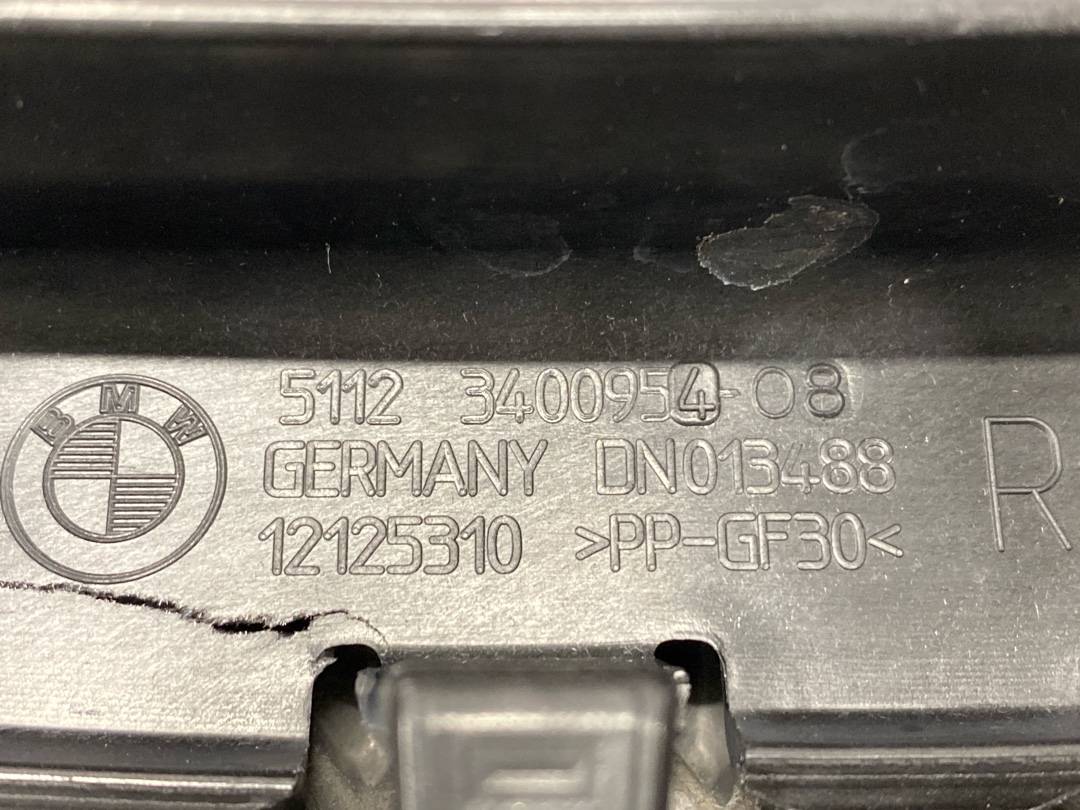 BMW
5112 3400954-08
GERMANY DN013488
12125310 >PP-GF30<
R